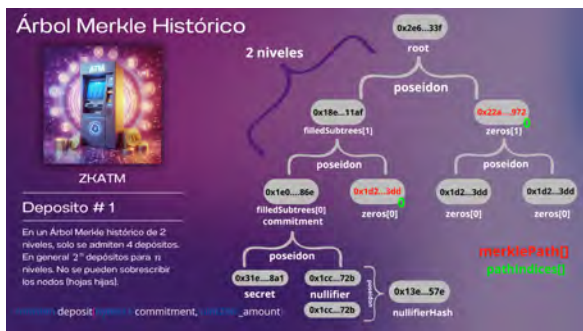 Árbol Merkle Histórico
2 niveles
0x2e6...33f
root
poseidon
0x18e...11af
filledSubtrees[1]
0x22a....972
0
zeros[1]
ZKATM
poseidon
poseidon
0x1e0....86e
0x1d2...3dd
0
0x1d2...3dd
0x1d2...3dd
filledSubtrees[0]
commitment
zeros[0]
zeros[0]
zeros[0]
Deposito # 1
En un Árbol Merkle histórico de 2
niveles, solo se admiten 4 depósitos.
En general 2ⁿ depósitos para n
niveles. No se pueden sobrescribir
los nodos (hojas hijas).
poseidon
merklePath[]
0x31e....8a1
0x1cc...72b
secret
nullifier
0x1cc...72b
poseidon
0x13e...57e
nullifierHash
deposit( commitment, _amount)